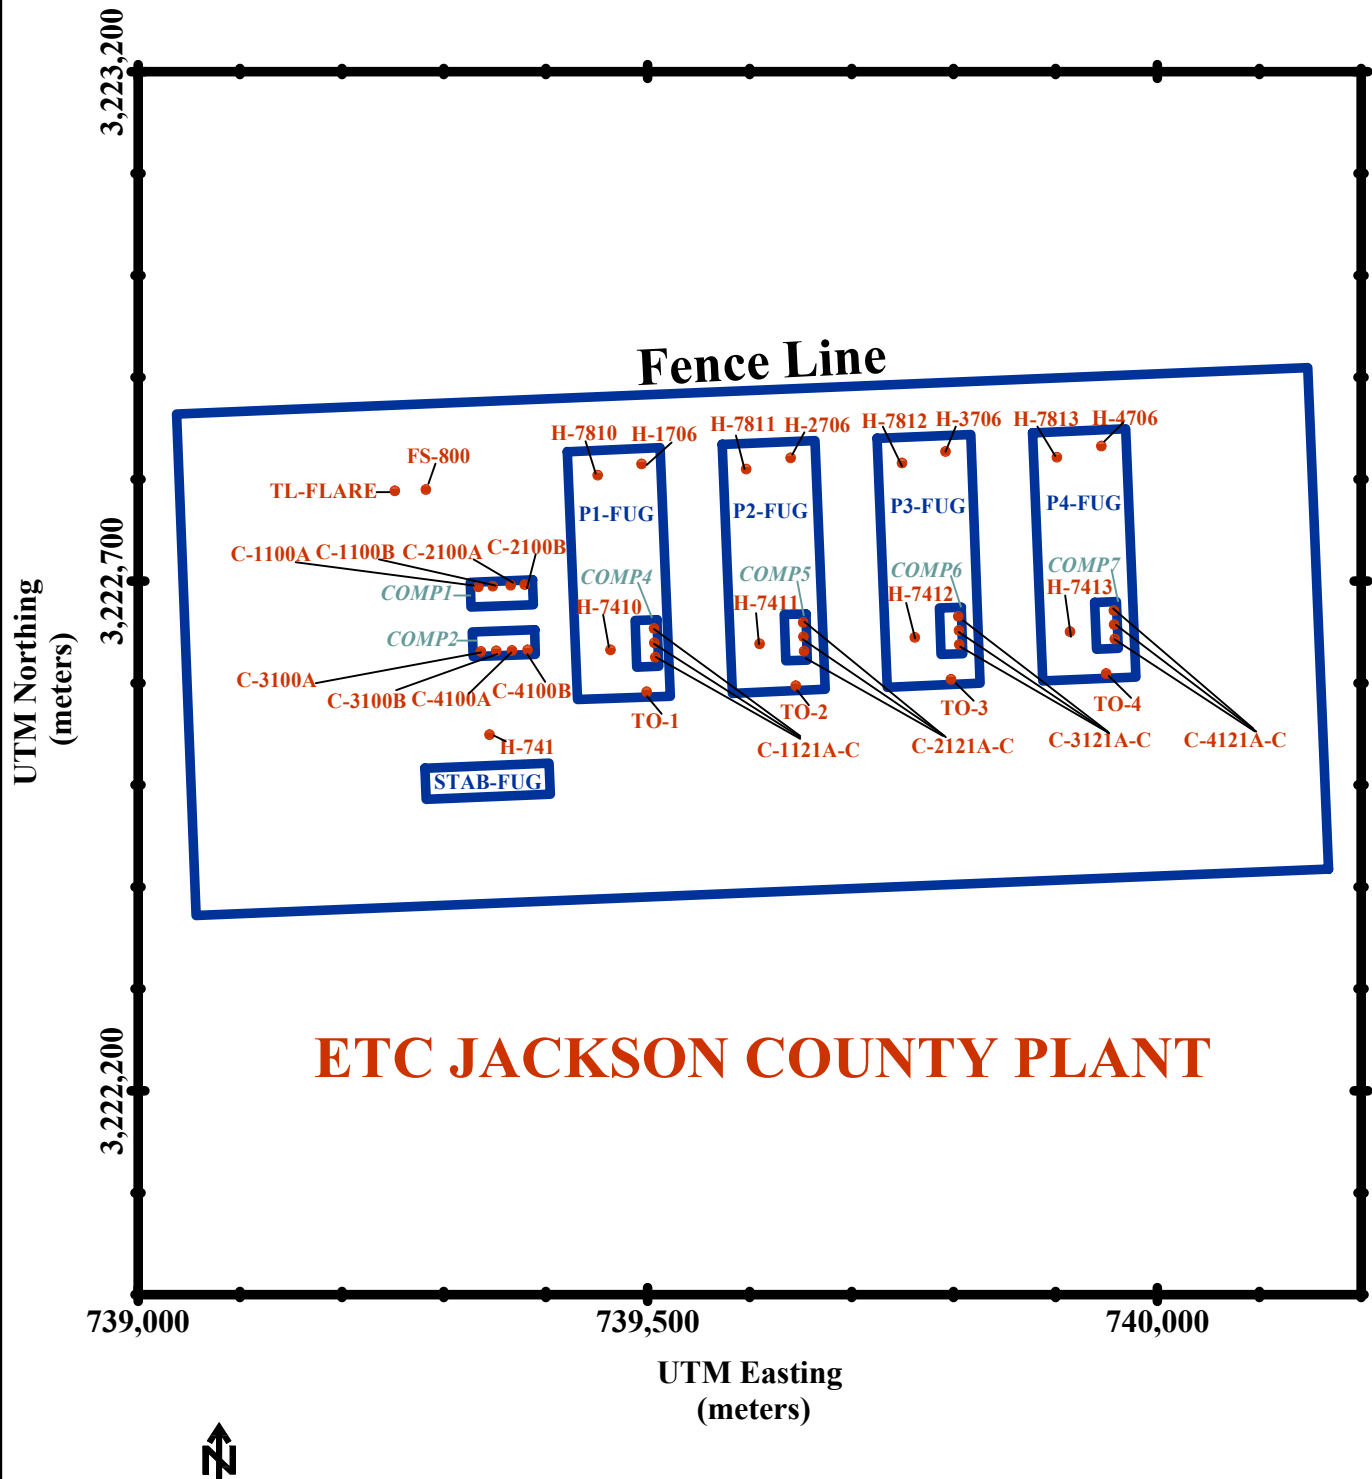 3,223,200
Fence Line
H-7810
H-1706
H-7811
H-2706
H-7812
H-3706
H-7813
H-4706
FS-800
TL-FLARE
P1-FUG
P2-FUG
P3-FUG
P4-FUG
C-1100A
C-1100B
C-2100A
C-2100B
COMP1
COMP4
COMP5
COMP6
COMP7
3,222,700
H-7410
H-7411
H-7412
H-7413
COMP2
C-3100A
C-3100B
C-4100A
C-4100B
TO-1
TO-2
TO-3
TO-4
H-741
C-1121A-C
C-2121A-C
C-3121A-C
C-4121A-C
STAB-FUG
UTM Northing
(meters)
ETC JACKSON COUNTY PLANT
3,222,200
739,000
739,500
740,000
UTM Easting
(meters)
N